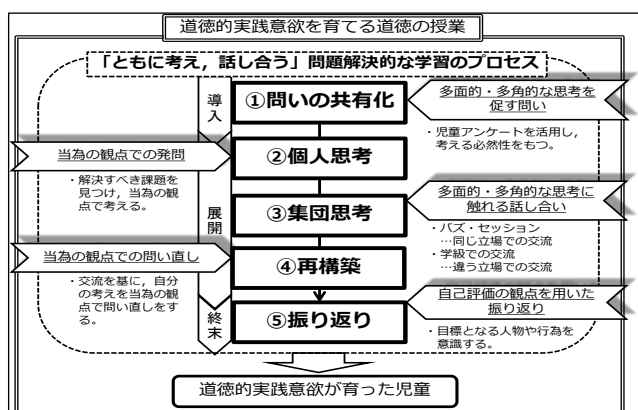 道徳的実践意欲を育てる道徳の授業
「ともに考え，話し合う」問題解決的な学習のプロセス
導入
①問いの共有化
多面的・多角的な思考を
促す問い
・児童アンケートを活用し，
考える必然性をもつ。
当為の観点での発問
・解決すべき課題を
見つけ，当為の観
点で考える。
②個人思考
展開
③集団思考
多面的・多角的な思考に
触れる話し合い
・バズ・セッション
…同じ立場での交流
・学級での交流
…違う立場での交流
当為の観点での問い直し
・交流を基に，自分
の考えを当為の観
点で問い直しをす
る。
④再構築
終末
⑤振り返り
自己評価の観点を用いた
振り返り
・目標となる人物や行為を
意識する。
道徳的実践意欲が育った児童